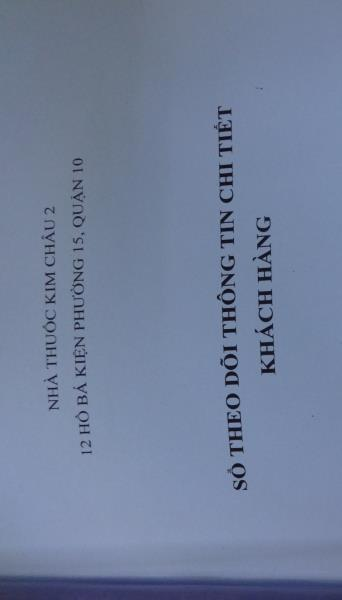 NHÀ THUỐC KIM CHÂU 2
12 HỒ BÁ KIỆN PHƯỜNG 15, QUẬN 10
SỔ THEO DÕI THÔNG TIN CHI TIẾT
KHÁCH HÀNG